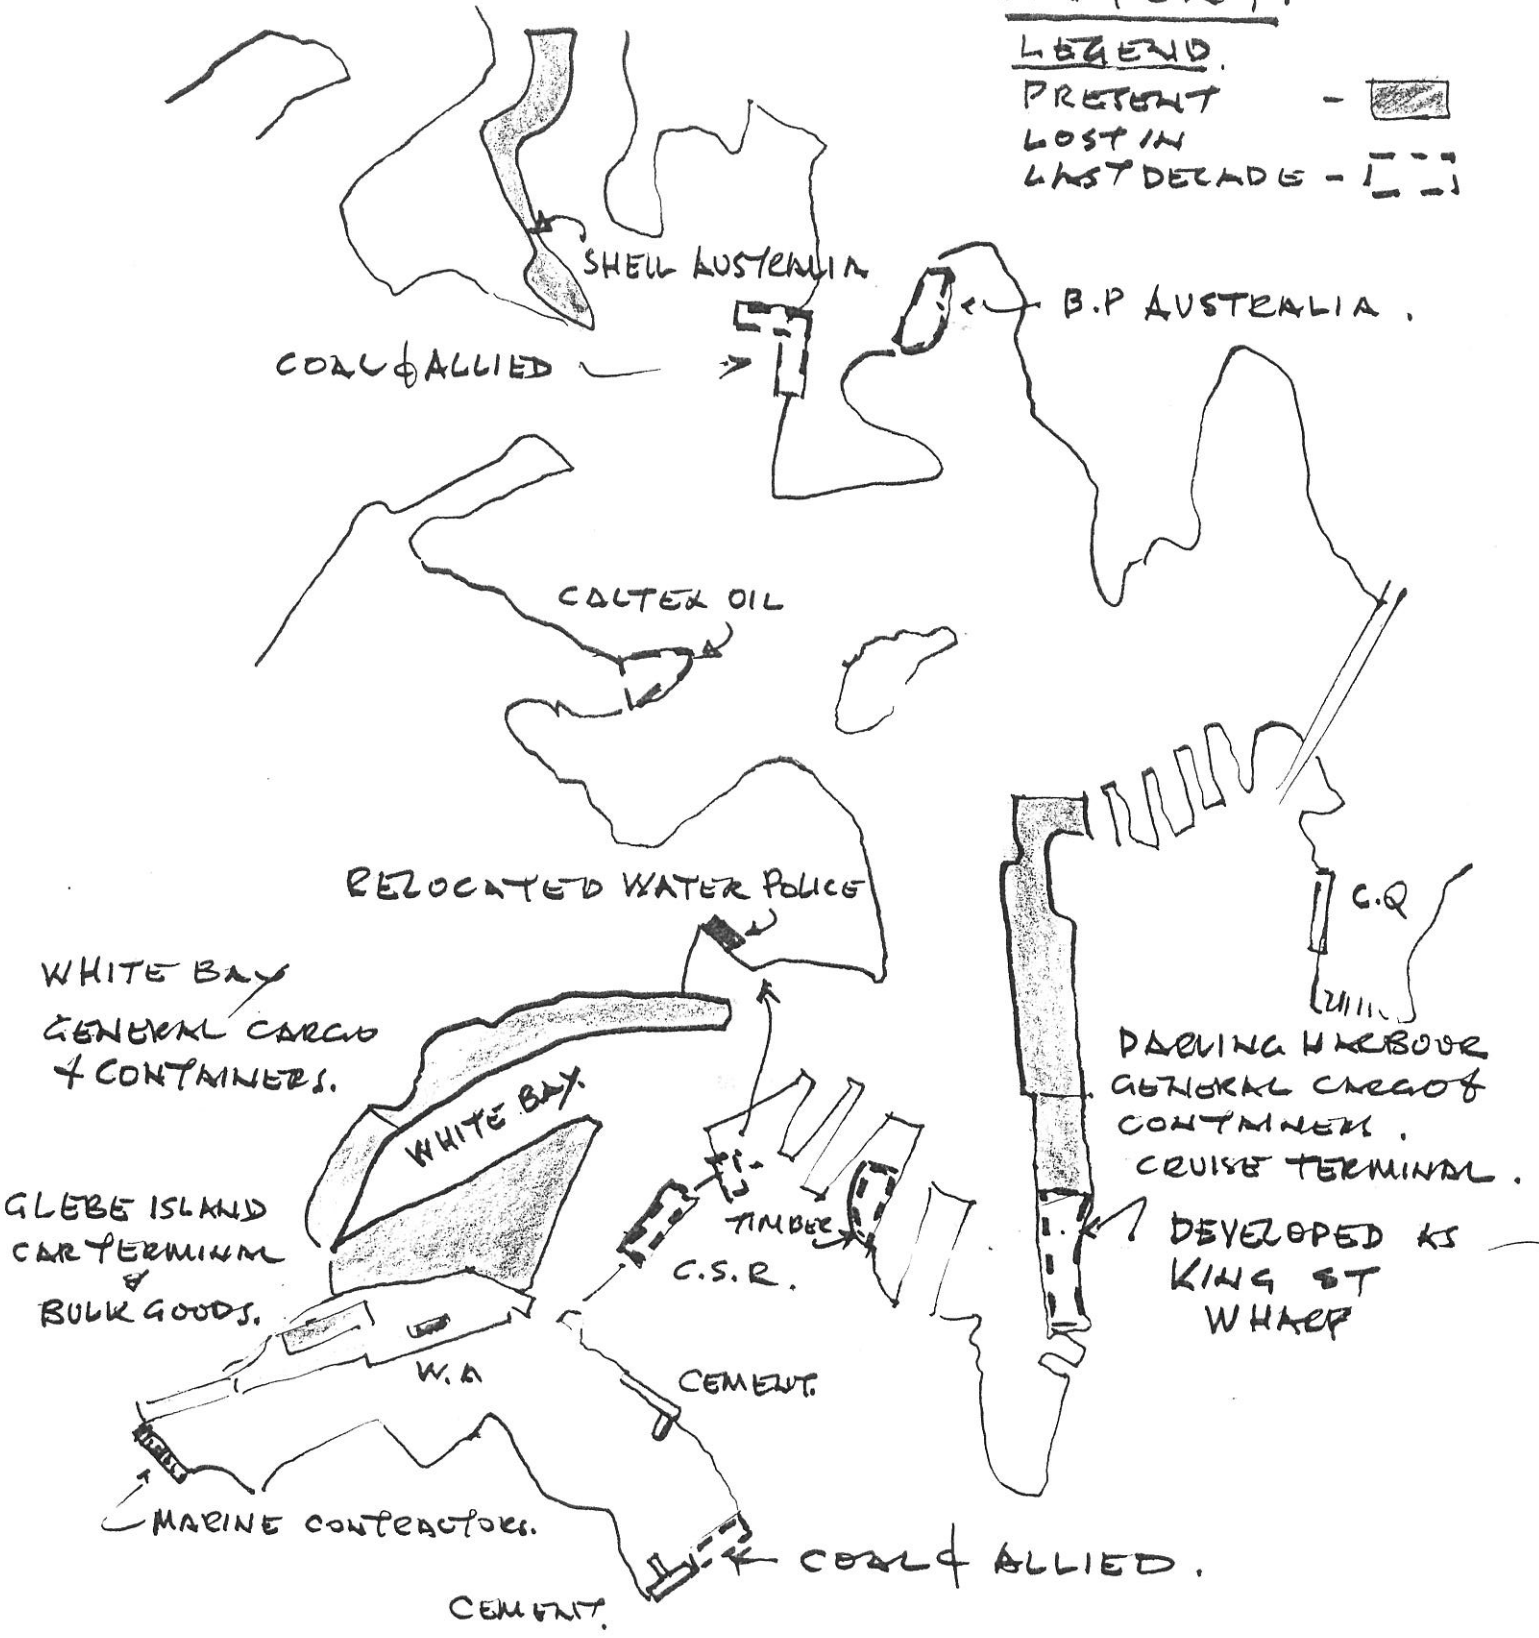 LEGEND.
PRESENT -
LOST IN
LAST DECADE -
SHELL AUSTRALIA
B.P AUSTRALIA.
COAL & ALLIED
CALTEX OIL
RELOCATED WATER POLICE
C.Q
WHITE BAY
GENERAL CARGO
& CONTAINERS.
WHITE BAY.
DARLING HARBOUR
GENERAL CARGO &
CONTAINERS.
CRUISE TERMINAL.
GLEBE ISLAND
CAR TERMINAL
&
BULK GOODS.
TIMBER
C.S.R.
DEVELOPED AS
KING ST
WHARF
W.A
CEMENT.
MARINE CONTRACTORS.
COAL & ALLIED.
CEMENT.